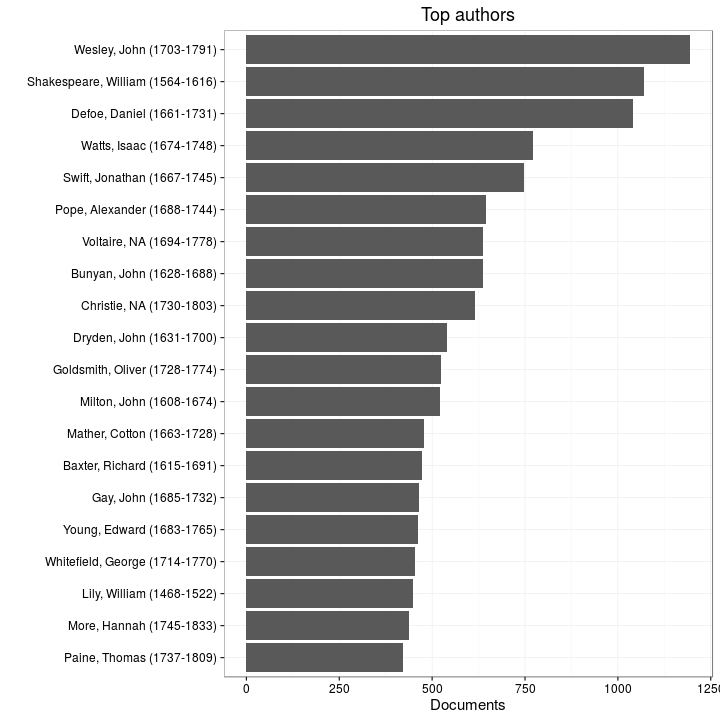 Top authors
Wesley, John (1703-1791)
Shakespeare, William (1564-1616)
Defoe, Daniel (1661-1731)
Watts, Isaac (1674-1748)
Swift, Jonathan (1667-1745)
Pope, Alexander (1688-1744)
Voltaire, NA (1694-1778)
Bunyan, John (1628-1688)
Christie, NA (1730-1803)
Dryden, John (1631-1700)
Goldsmith, Oliver (1728-1774)
Milton, John (1608-1674)
Mather, Cotton (1663-1728)
Baxter, Richard (1615-1691)
Gay, John (1685-1732)
Young, Edward (1683-1765)
Whitefield, George (1714-1770)
Lily, William (1468-1522)
More, Hannah (1745-1833)
Paine, Thomas (1737-1809)
0 250 500 750 1000 1250
Documents